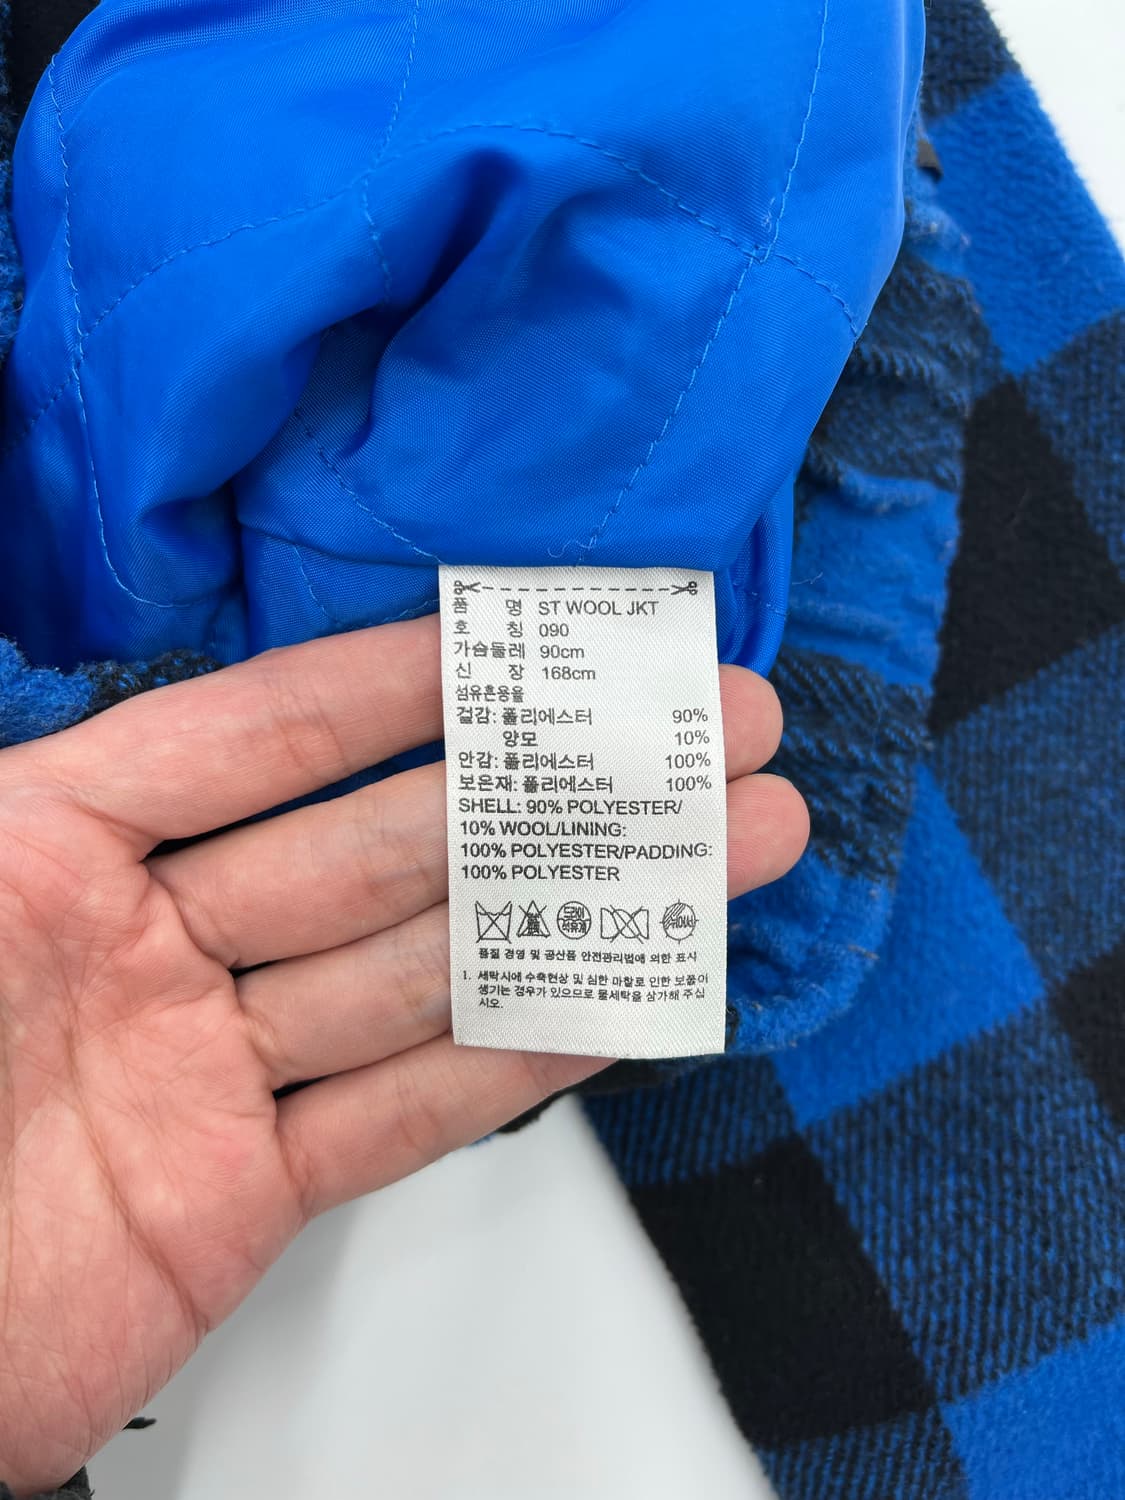 품 명 ST WOOL JKT
호 칭 090
가슴둘레 90cm
신 장 168cm
섬유혼용율
겉감: 폴리에스터 90%
양모 10%
안감: 폴리에스터 100%
보온재: 폴리에스터 100%
SHELL: 90% POLYESTER/
10% WOOL/LINING:
100% POLYESTER/PADDING:
100% POLYESTER
품질 경영 및 공산품 안전관리법에 의한 표시
1. 세탁시에 수축현상 및 심한 마찰로 인한 보풀이
생기는 경우가 있으므로 물세탁을 삼가해 주십
시오.